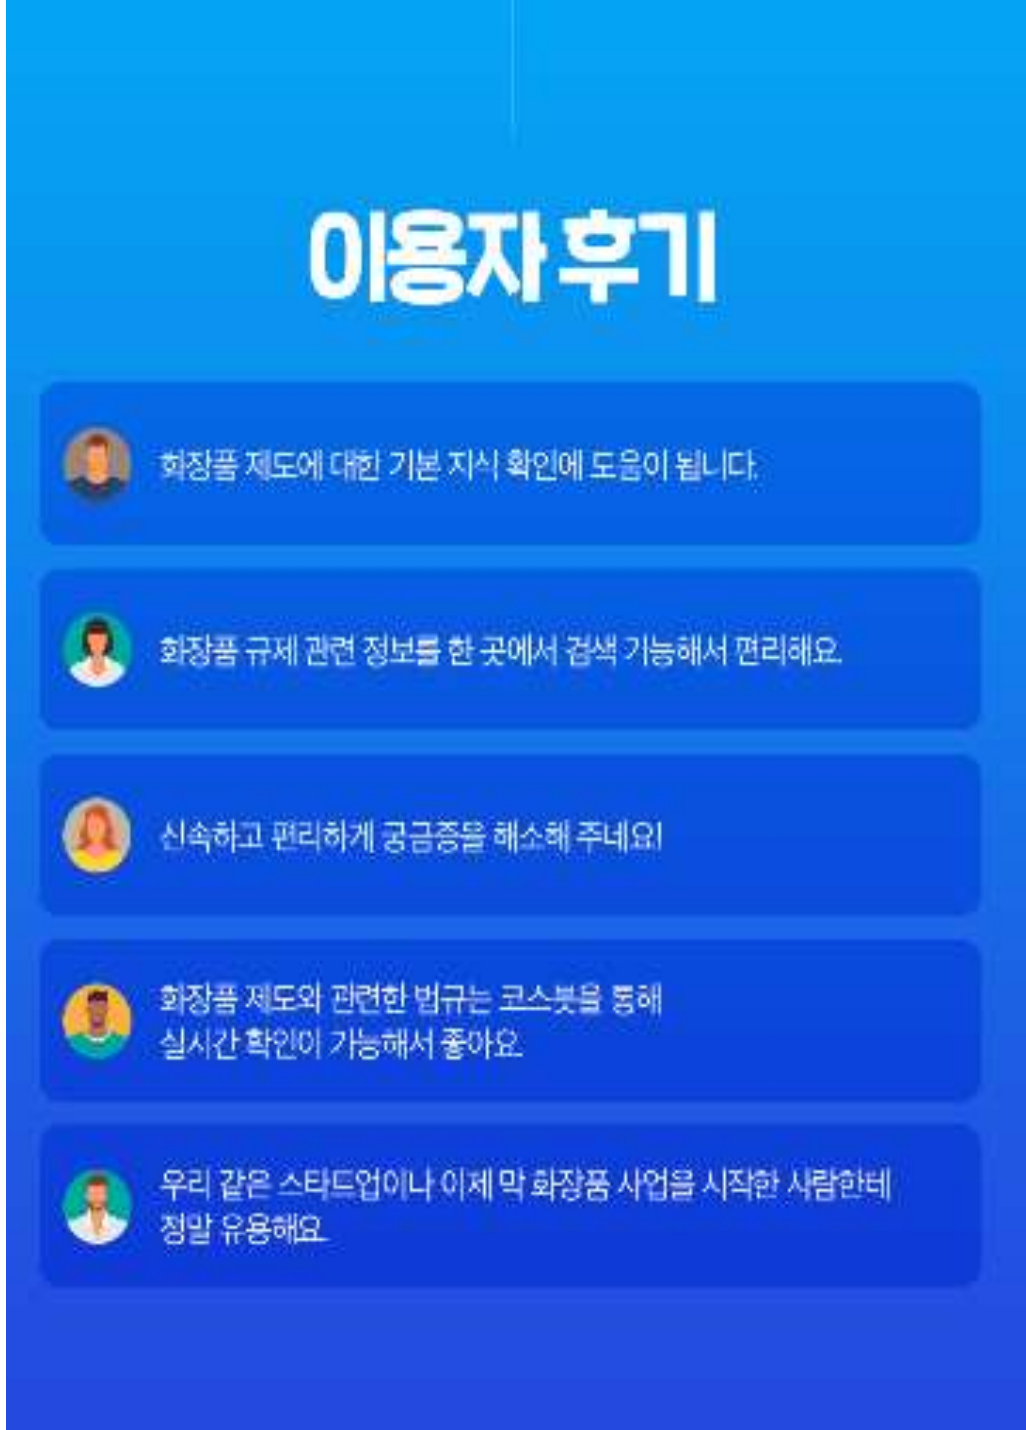 이용자 후기
화장품 제도에 대한 기본 지식 확인에 도움이 됩니다.
화장품 규제 관련 정보를 한 곳에서 검색 가능해서 편리해요.
신속하고 편리하게 궁금증을 해소해 주네요!
화장품 제도와 관련한 법규는 코스봇을 통해
실시간 확인이 가능해서 좋아요.
우리 같은 스타트업이나 이제 막 화장품 사업을 시작한 사람한테
정말 유용해요.